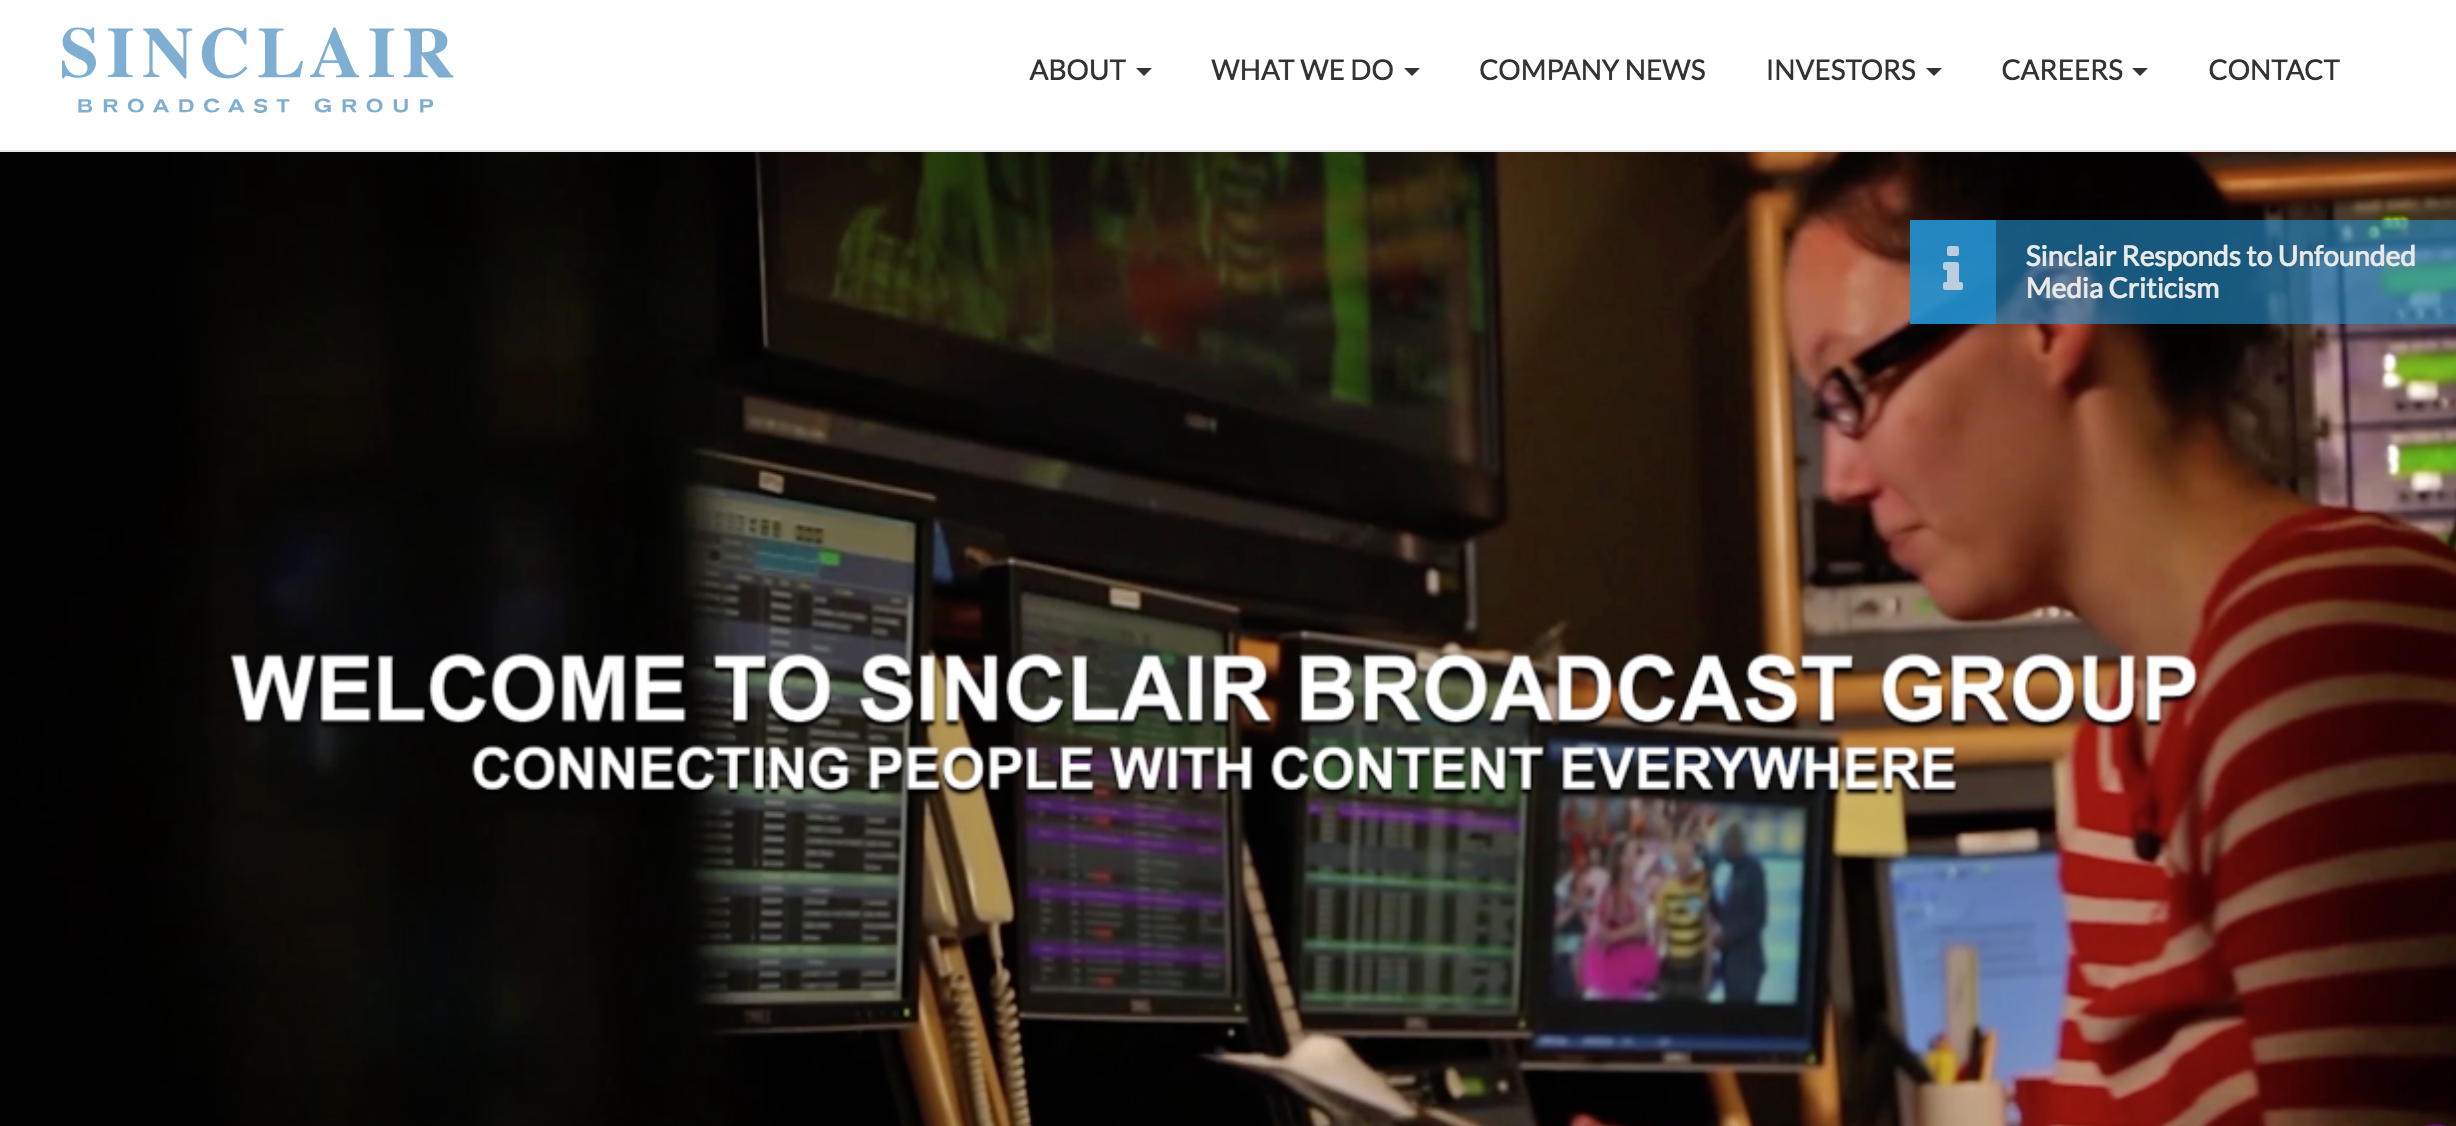 SINCLAIR
BROADCAST GROUP
ABOUT
WHAT WE DO
COMPANY NEWS
INVESTORS
CAREERS
CONTACT
Sinclair Responds to Unfounded
Media Criticism
WELCOME TO SINCLAIR BROADCAST GROUP
CONNECTING PEOPLE WITH CONTENT EVERYWHERE